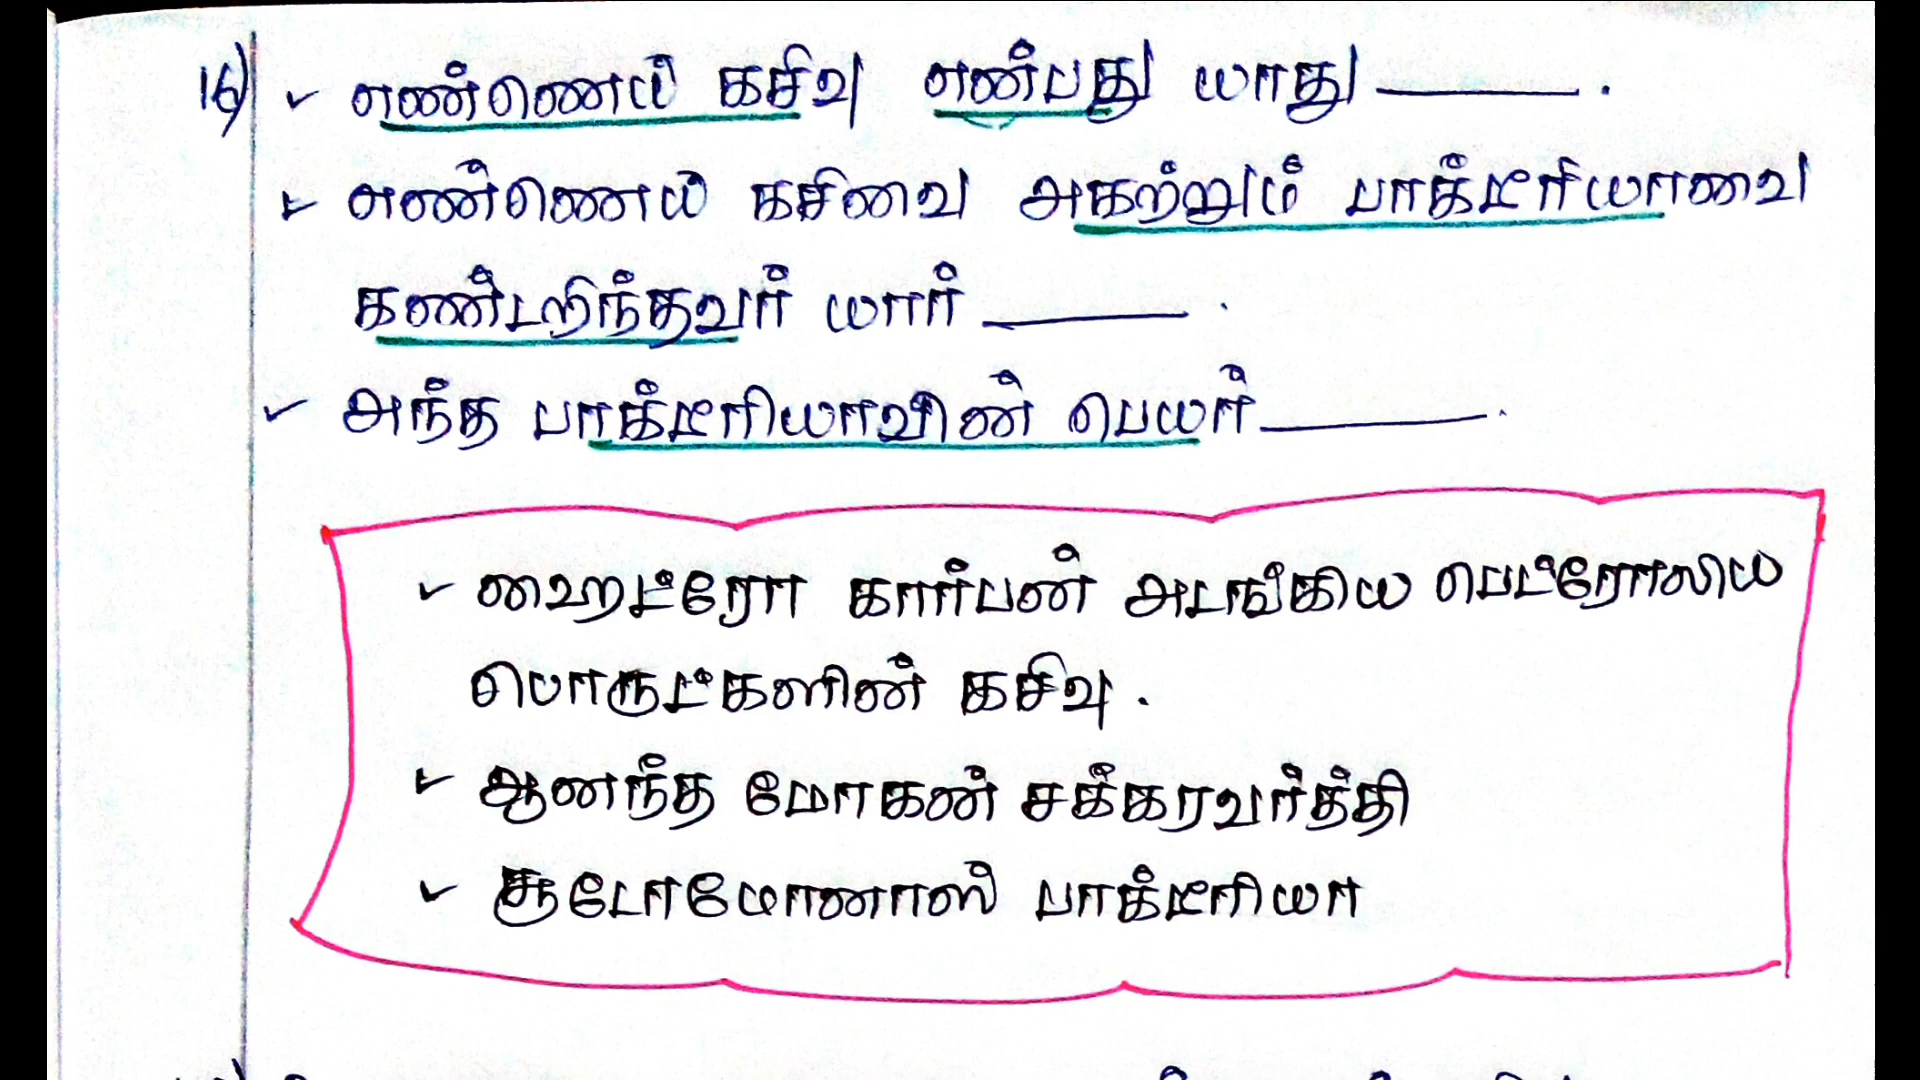 16) எண்ணெய் கசிவு என்பது யாது ______.
எண்ணெய் கசிவை அகற்றும் பாக்டீரியாவை
கண்டறிந்தவர் யார் ______.
அந்த பாக்டீரியாவின் பெயர் ______.
ஹைட்ரோ கார்பன் அடங்கிய பெட்ரோலிய
பொருட்களின் கசிவு.
ஆனந்த மோகன் சக்கரவர்த்தி
சூடோமோனாஸ் பாக்டீரியா